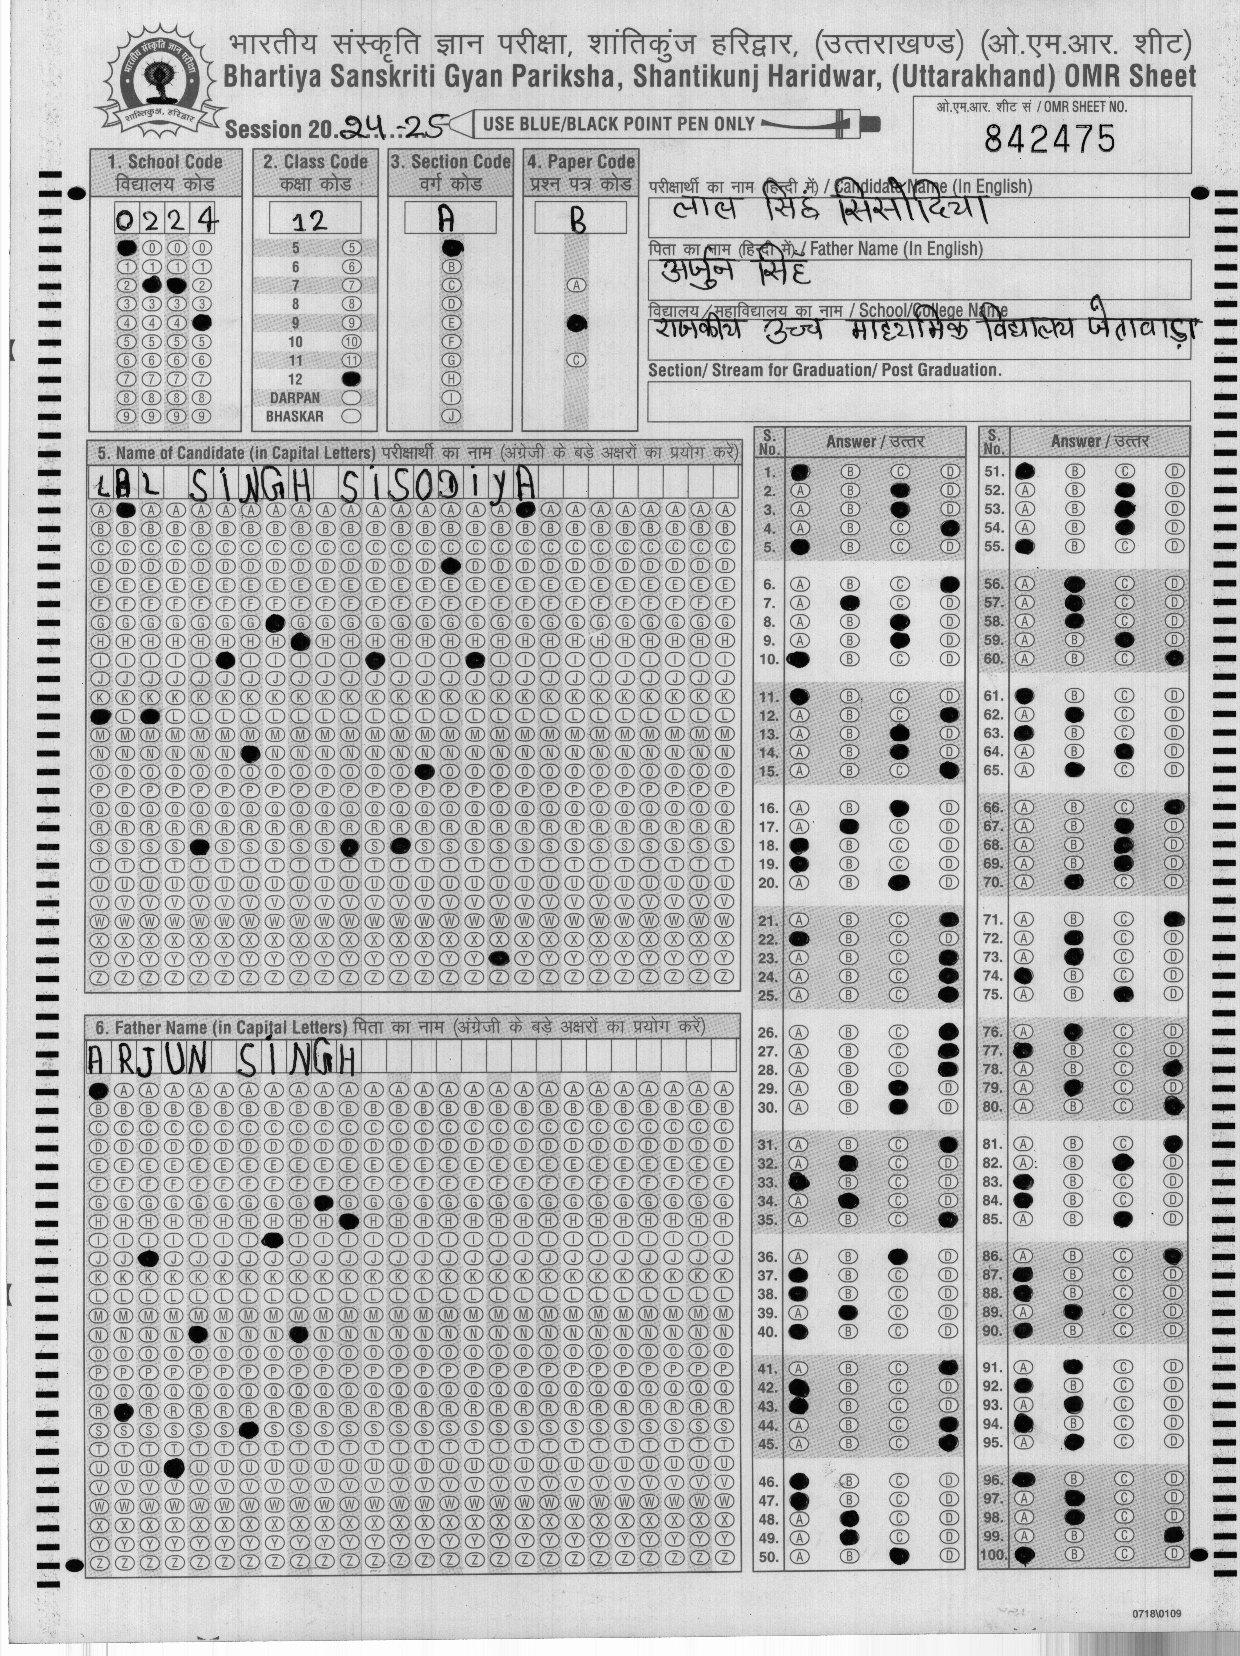 भारतीय संस्कृति ज्ञान परीक्षा, शांतिकुंज हरिद्वार, (उत्तराखण्ड) (ओ.एम.आर. शीट)
Bhartiya Sanskriti Gyan Pariksha, Shantikunj Haridwar, (Uttarakhand) OMR Sheet
Session 20.24-25
USE BLUE/BLACK POINT PEN ONLY
ओ.एम.आर. शीट सं / OMR SHEET NO.
842475
1. School Code
विद्यालय कोड
0224
2. Class Code
कक्षा कोड
12
5
6
7
8
9
10
11
12
DARPAN
BHASKAR
3. Section Code
वर्ग कोड
A
4. Paper Code
प्रश्न पत्र कोड
B
परीक्षार्थी का नाम (हिन्दी में) / Candidate Name (In English)
लाल सिंह सिसोदिया
पिता का नाम (हिन्दी में) / Father Name (In English)
अर्जुन सिंह
विद्यालय / महाविद्यालय का नाम / School/College Name
राजकीय उच्च माध्यमिक विद्यालय जेतावाड़ा
Section/ Stream for Graduation/ Post Graduation.
5. Name of Candidate (in Capital Letters) परीक्षार्थी का नाम (अंग्रेजी के बड़े अक्षरों का प्रयोग करें)
LAL SiNGH SiSODiyA
6. Father Name (in Capital Letters) पिता का नाम (अंग्रेजी के बड़े अक्षरों का प्रयोग करें)
ARJUN SiNGH
S. No. Answer / उत्तर
S. No. Answer / उत्तर
0718\0109